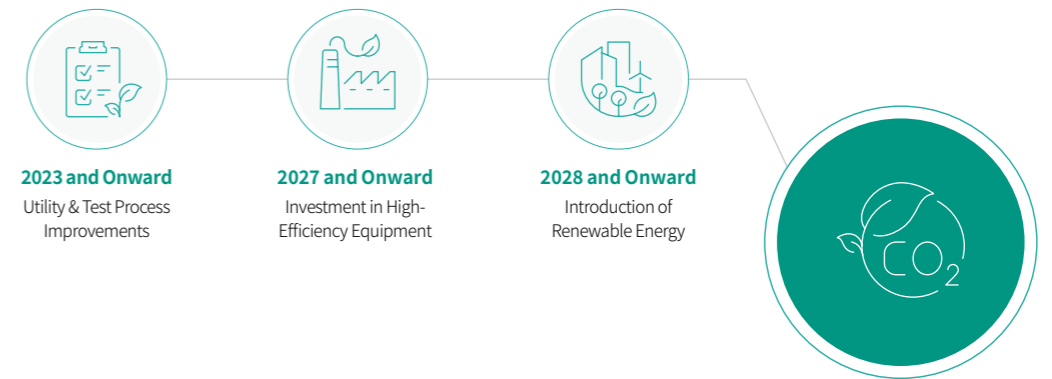 2023 and Onward
Utility & Test Process
Improvements
2027 and Onward
Investment in High-
Efficiency Equipment
2028 and Onward
Introduction of
Renewable Energy
CO2